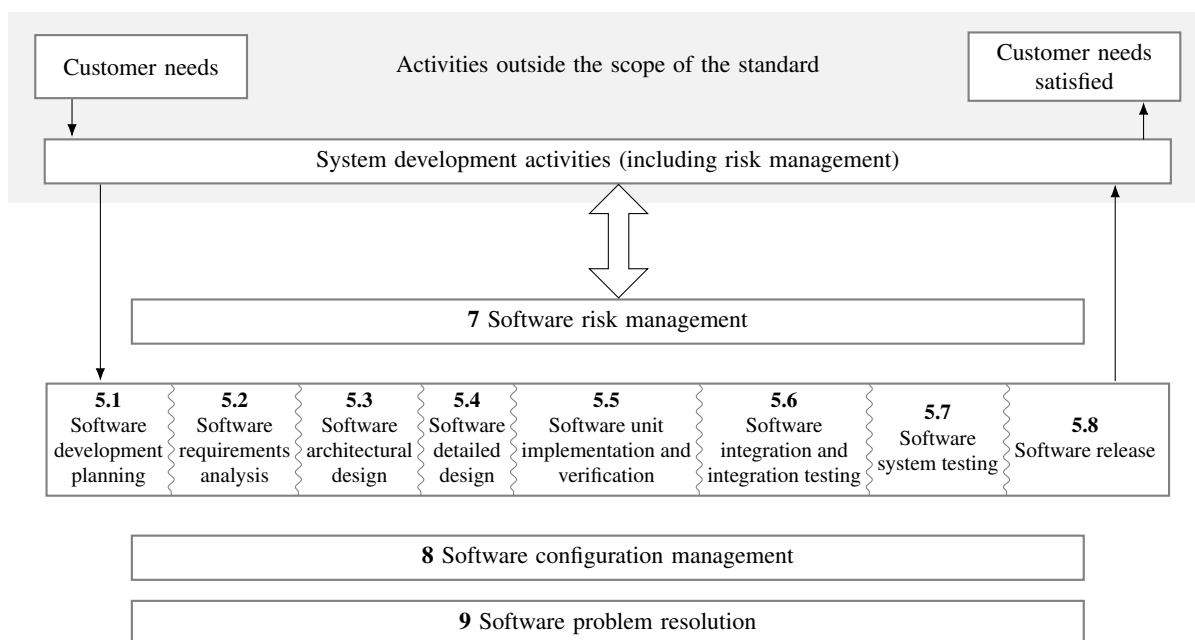 Customer needs
Activities outside the scope of the standard
Customer needs
satisfied
System development activities (including risk management)
7 Software risk management
5.1
Software
development
planning
5.2
Software
requirements
analysis
5.3
Software
architectural
design
5.4
Software
detailed
design
5.5
Software unit
implementation and
verification
5.6
Software
integration and
integration testing
5.7
Software
system testing
5.8
Software release
8 Software configuration management
9 Software problem resolution